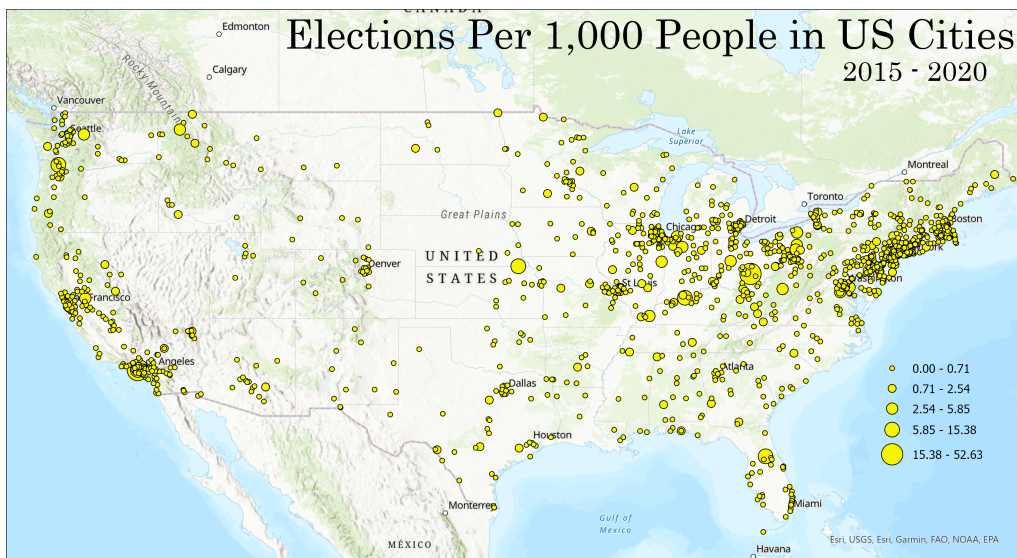 CANADA
Elections Per 1,000 People in US Cities
2015 - 2020
Edmonton
Calgary
Rocky Mountains
Vancouver
Seattle
Lake
Superior
Montreal
Toronto
Great Plains
Chicago
Detroit
Boston
UNITED
STATES
Denver
St Louis
Washington
Francisco
Angeles
Atlanta
Dallas
0.00 - 0.71
0.71 - 2.54
2.54 - 5.85
5.85 - 15.38
15.38 - 52.63
Houston
Monterrey
Miami
Gulf of
Mexico
MÉXICO
Havana
Esri, USGS, Esri, Garmin, FAO, NOAA, EPA